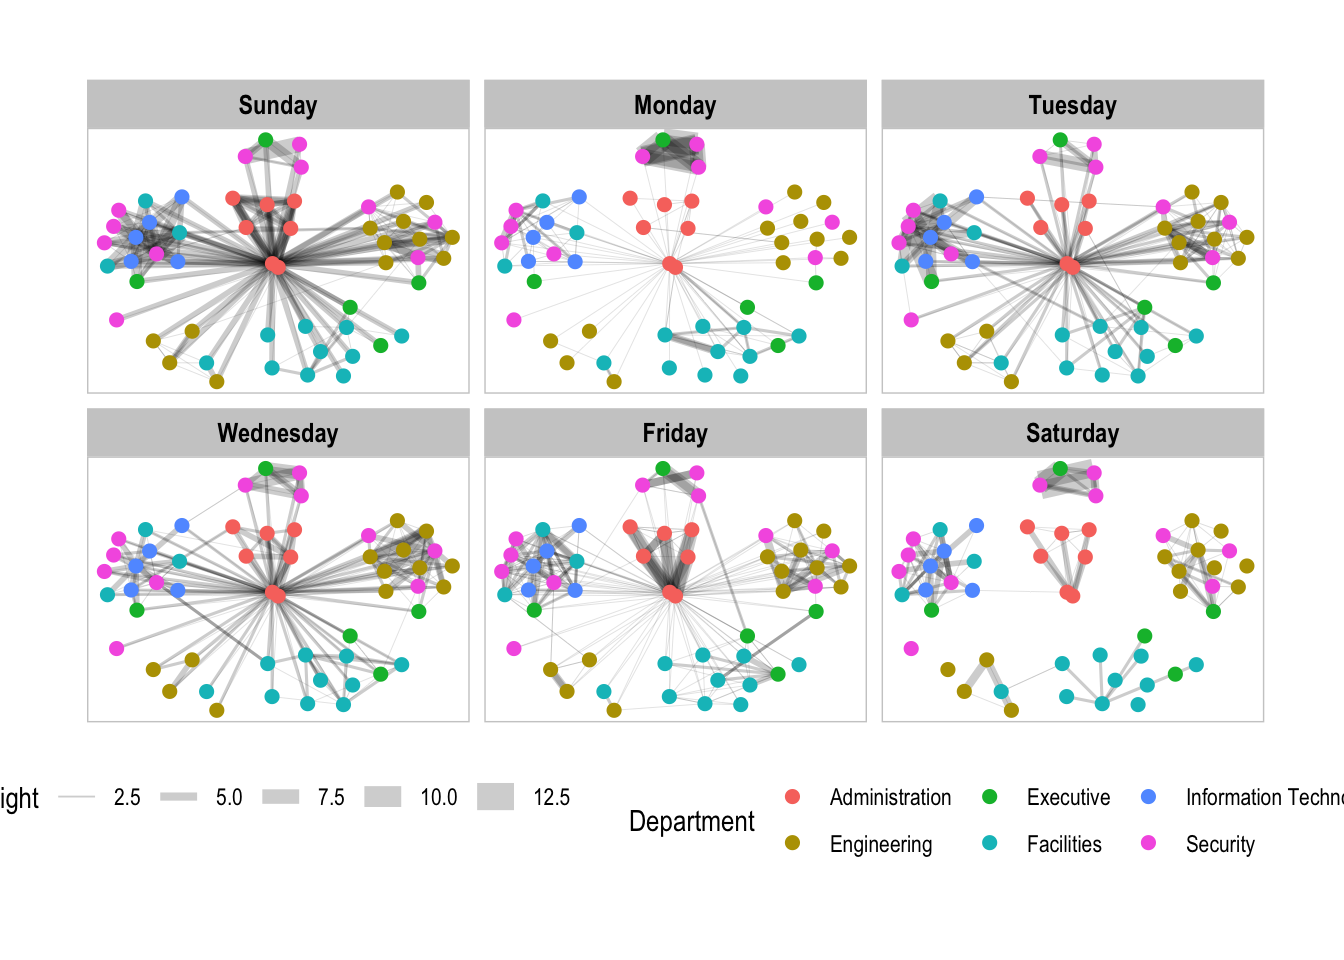 Sunday Monday Tuesday
Wednesday Friday Saturday
ight 2.5 5.0 7.5 10.0 12.5
Department
Administration Executive Information Techno
Engineering Facilities Security